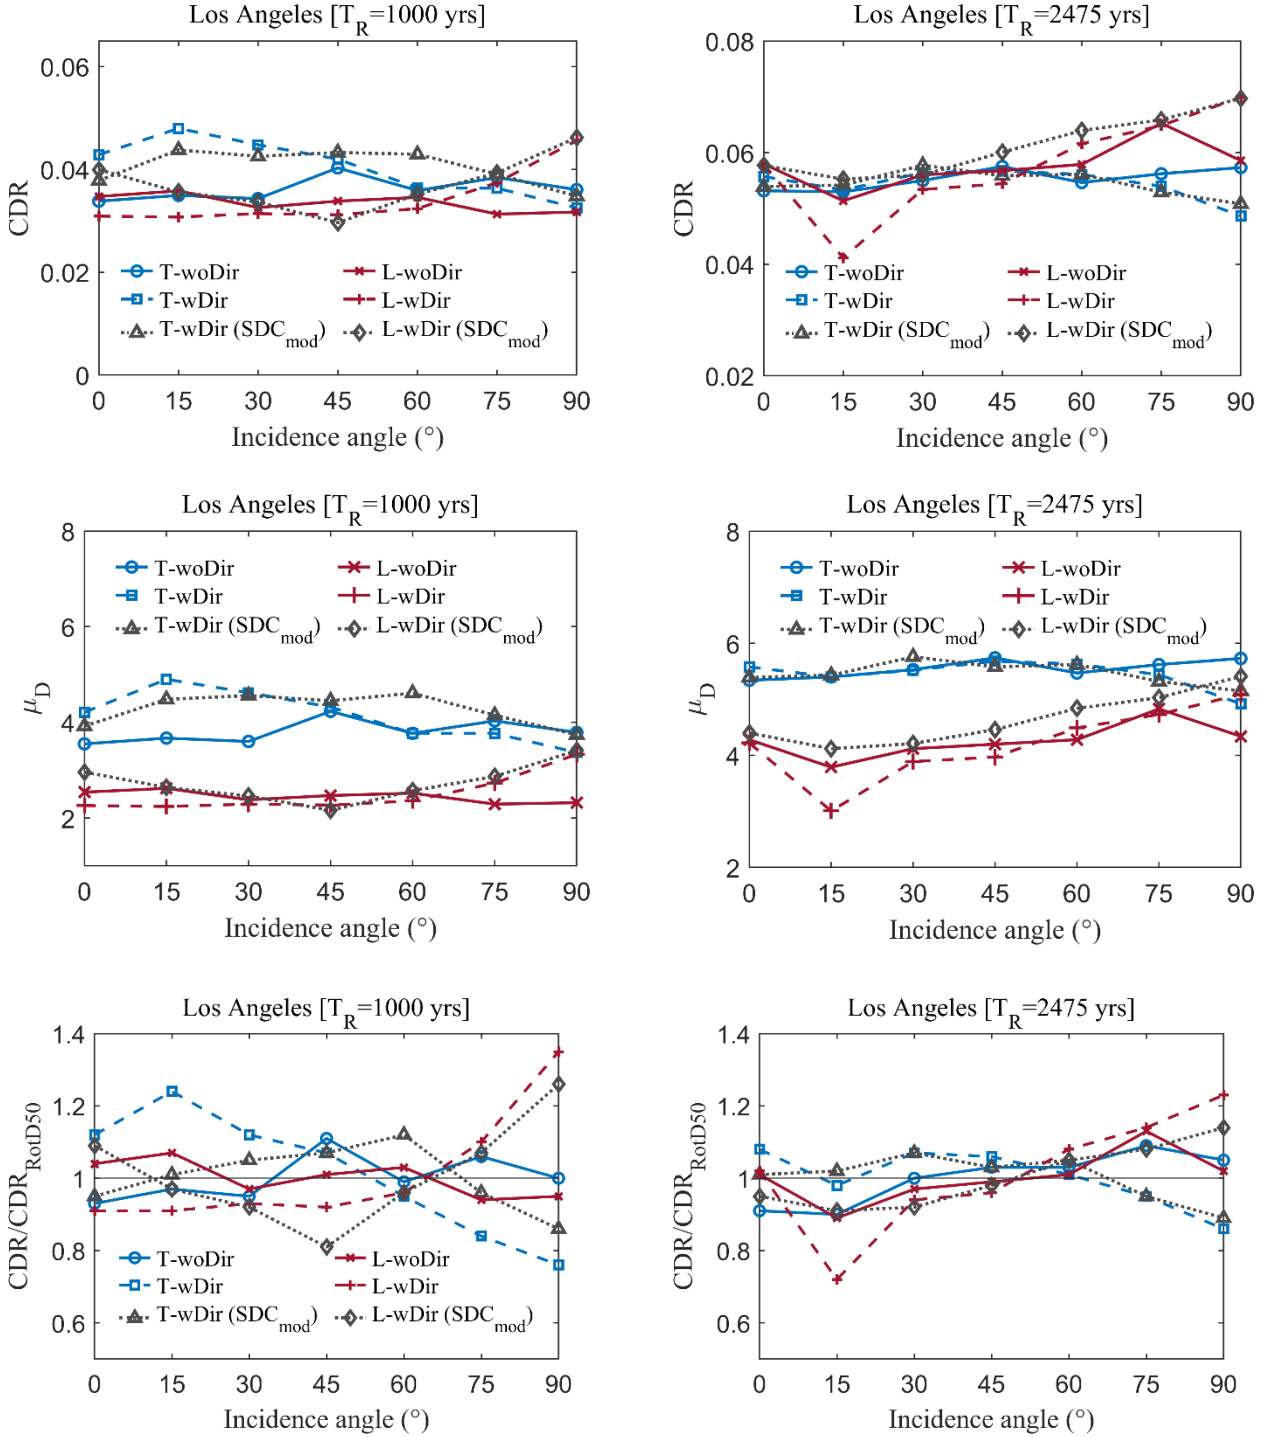 Los Angeles [T_R=1000 yrs]
0.06
0.04
0.02
0
CDR
T-woDir
L-woDir
T-wDir
L-wDir
T-wDir (SDC_mod)
L-wDir (SDC_mod)
0 15 30 45 60 75 90
Incidence angle (°)
Los Angeles [T_R=2475 yrs]
0.08
0.06
0.04
0.02
CDR
T-woDir
L-woDir
T-wDir
L-wDir
T-wDir (SDC_mod)
L-wDir (SDC_mod)
0 15 30 45 60 75 90
Incidence angle (°)
Los Angeles [T_R=1000 yrs]
8
6
4
2
μ_D
T-woDir
L-woDir
T-wDir
L-wDir
T-wDir (SDC_mod)
L-wDir (SDC_mod)
0 15 30 45 60 75 90
Incidence angle (°)
Los Angeles [T_R=2475 yrs]
8
6
4
2
μ_D
T-woDir
L-woDir
T-wDir
L-wDir
T-wDir (SDC_mod)
L-wDir (SDC_mod)
0 15 30 45 60 75 90
Incidence angle (°)
Los Angeles [T_R=1000 yrs]
1.4
1.2
1
0.8
0.6
CDR/CDR_RotD50
T-woDir
L-woDir
T-wDir
L-wDir
T-wDir (SDC_mod)
L-wDir (SDC_mod)
0 15 30 45 60 75 90
Incidence angle (°)
Los Angeles [T_R=2475 yrs]
1.4
1.2
1
0.8
0.6
CDR/CDR_RotD50
0 15 30 45 60 75 90
Incidence angle (°)